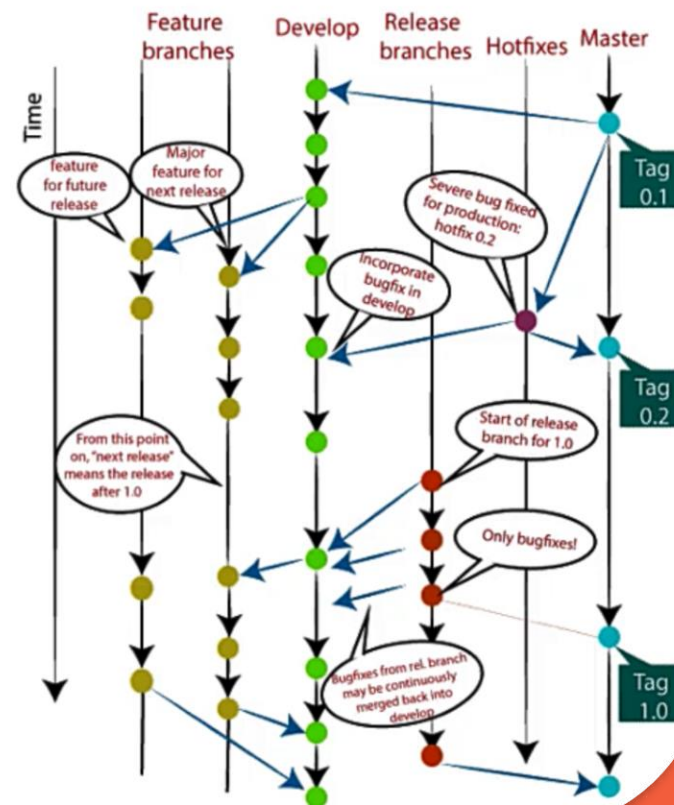 Feature
branches
Develop
Release
branches
Hotfixes
Master
Time
feature
for future
release
Major
feature for
next release
Severe bug fixed
for production:
hotfix 0.2
Tag
0.1
Incorporate
bugfix in
develop
Tag
0.2
From this point
on, "next release"
means the release
after 1.0
Start of release
branch for 1.0
Only bugfixes!
Bugfixes from rel. branch
may be continuously
merged back into
develop
Tag
1.0